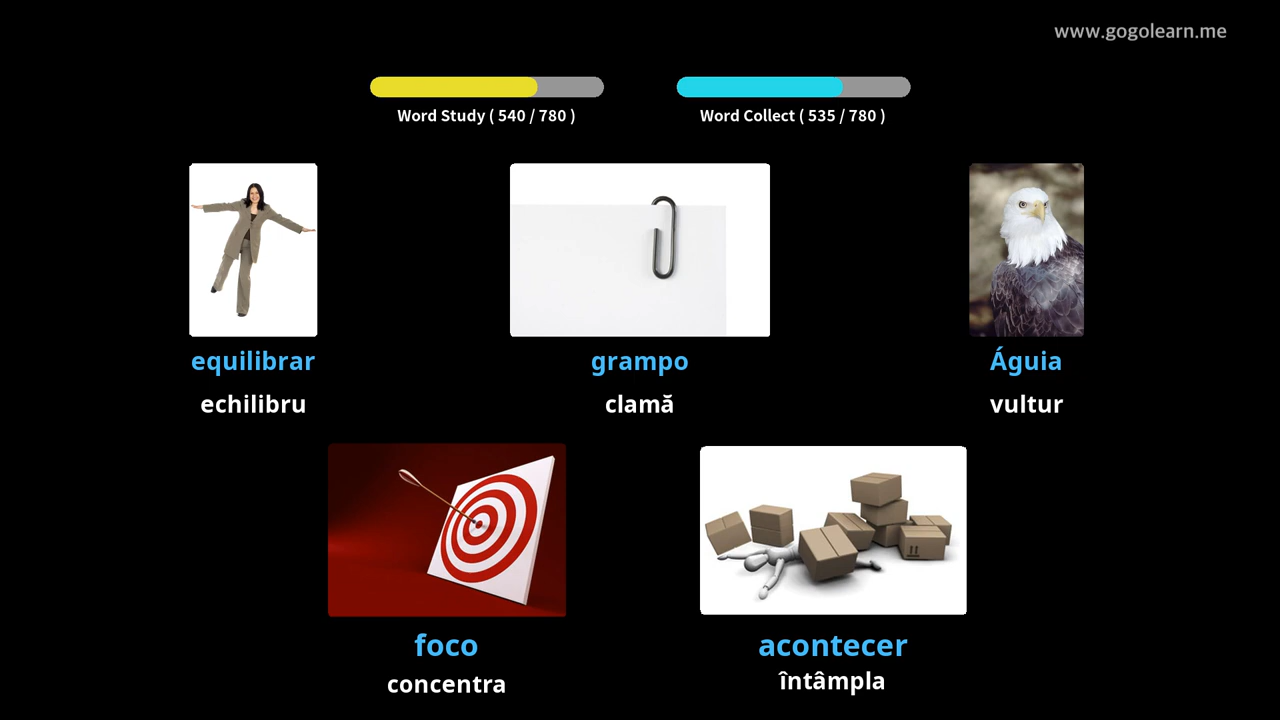 www.gogolearn.me
Word Study ( 540 / 780 )
Word Collect ( 535 / 780 )
equilibrar
grampo
Águia
echilibru
clamă
vultur
foco
acontecer
concentra
întâmpla